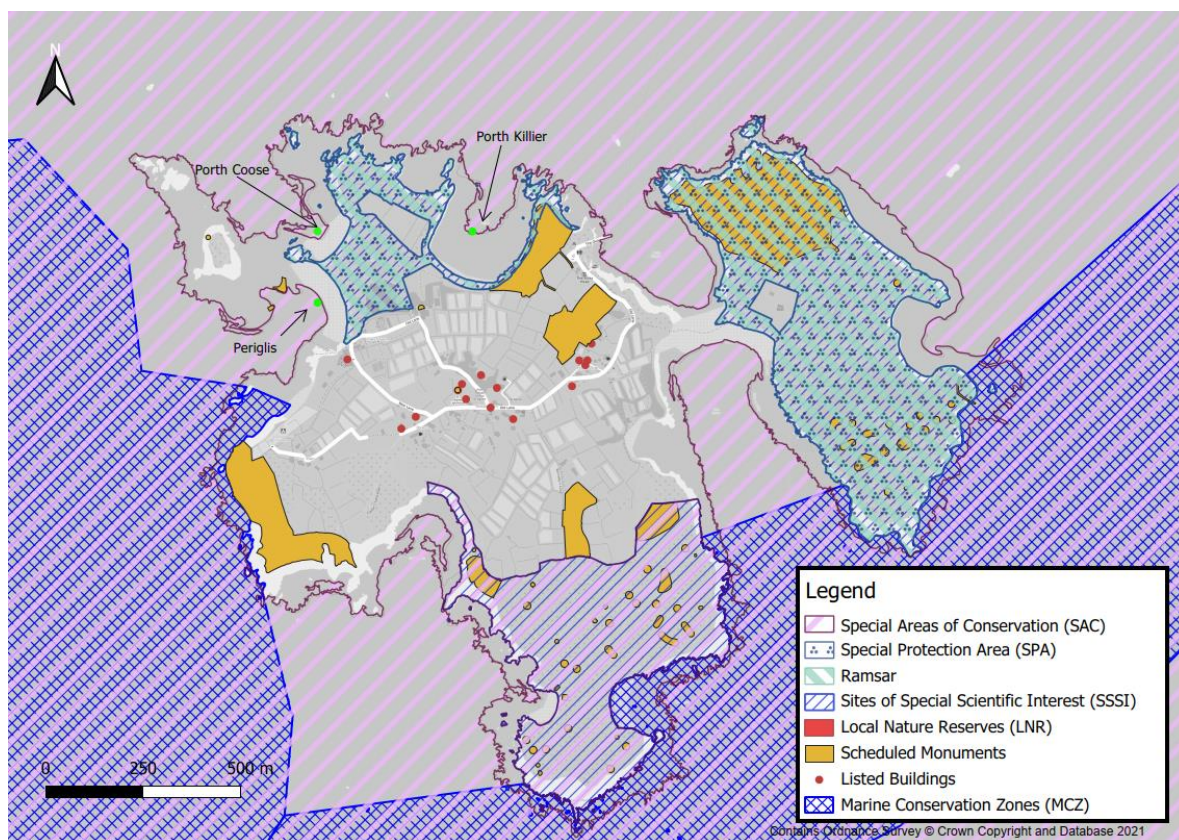 N
Porth Killier
Porth Coose
Periglis
0 250 500 m
Legend
Special Areas of Conservation (SAC)
Special Protection Area (SPA)
Ramsar
Sites of Special Scientific Interest (SSSI)
Local Nature Reserves (LNR)
Scheduled Monuments
Listed Buildings
Marine Conservation Zones (MCZ)
Contains Ordnance Survey © Crown Copyright and Database 2021